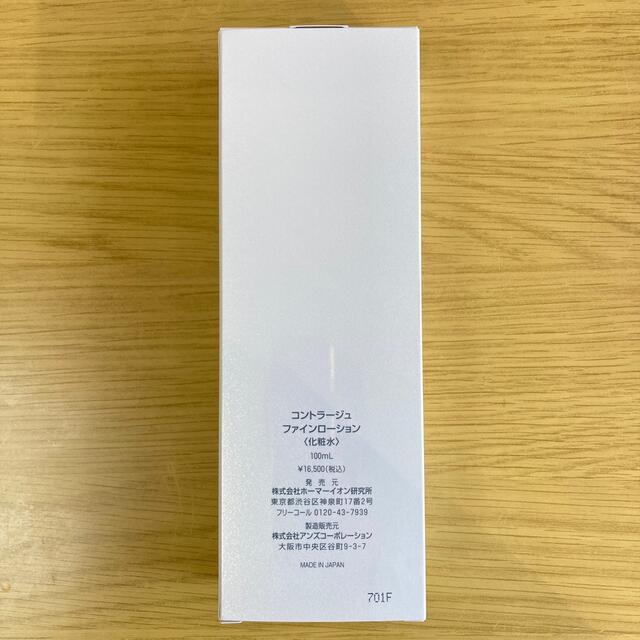 コントラージュ
ファインローション
〈化粧水〉
100mL
¥16,500(税込)
発 売 元
株式会社ホーマーイオン研究所
東京都渋谷区神泉町17番2号
フリーコール 0120-43-7939
製造販売元
株式会社アンズコーポレーション
大阪市中央区谷町9-3-7
MADE IN JAPAN
701F